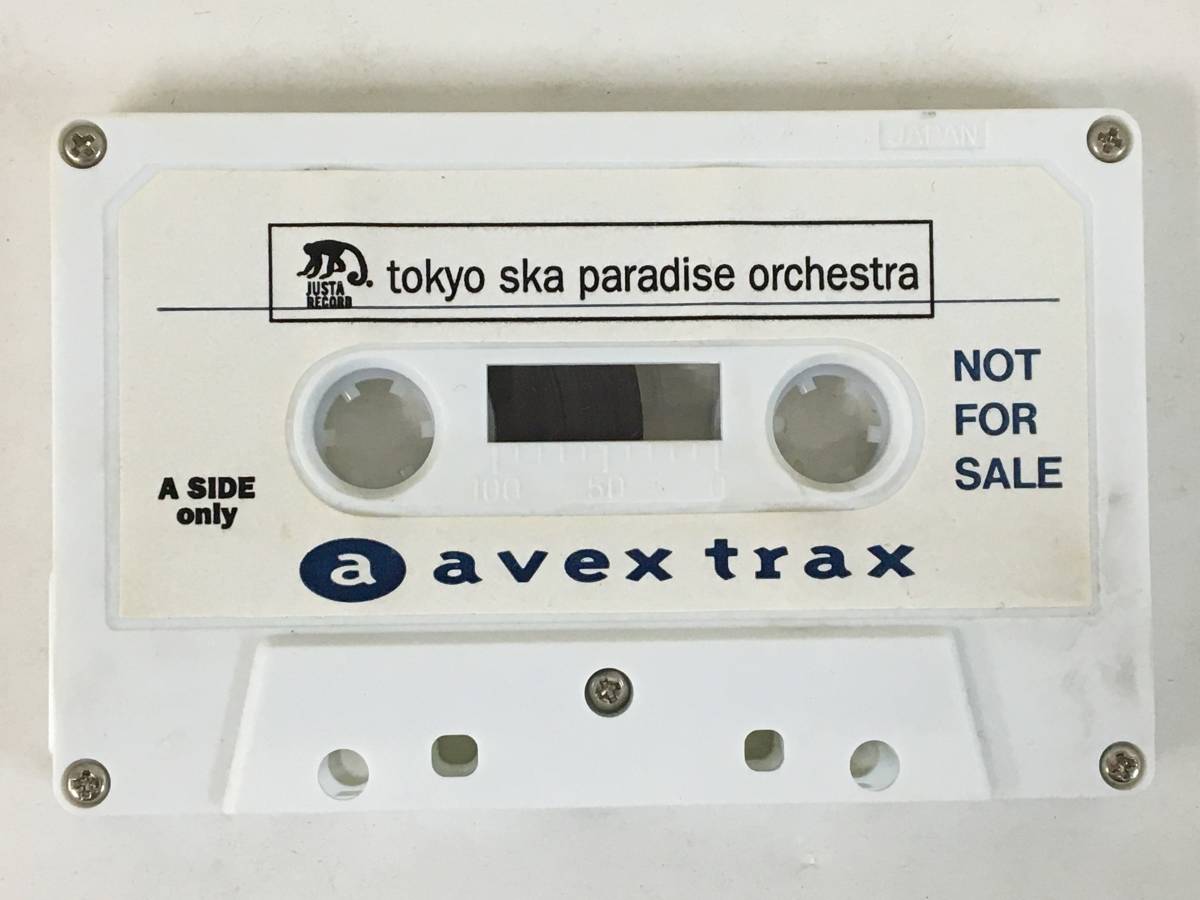 JAPAN
JUSTA
RECORD
tokyo ska paradise orchestra
NOT
FOR
SALE
100 50 0
A SIDE
only
a avex trax